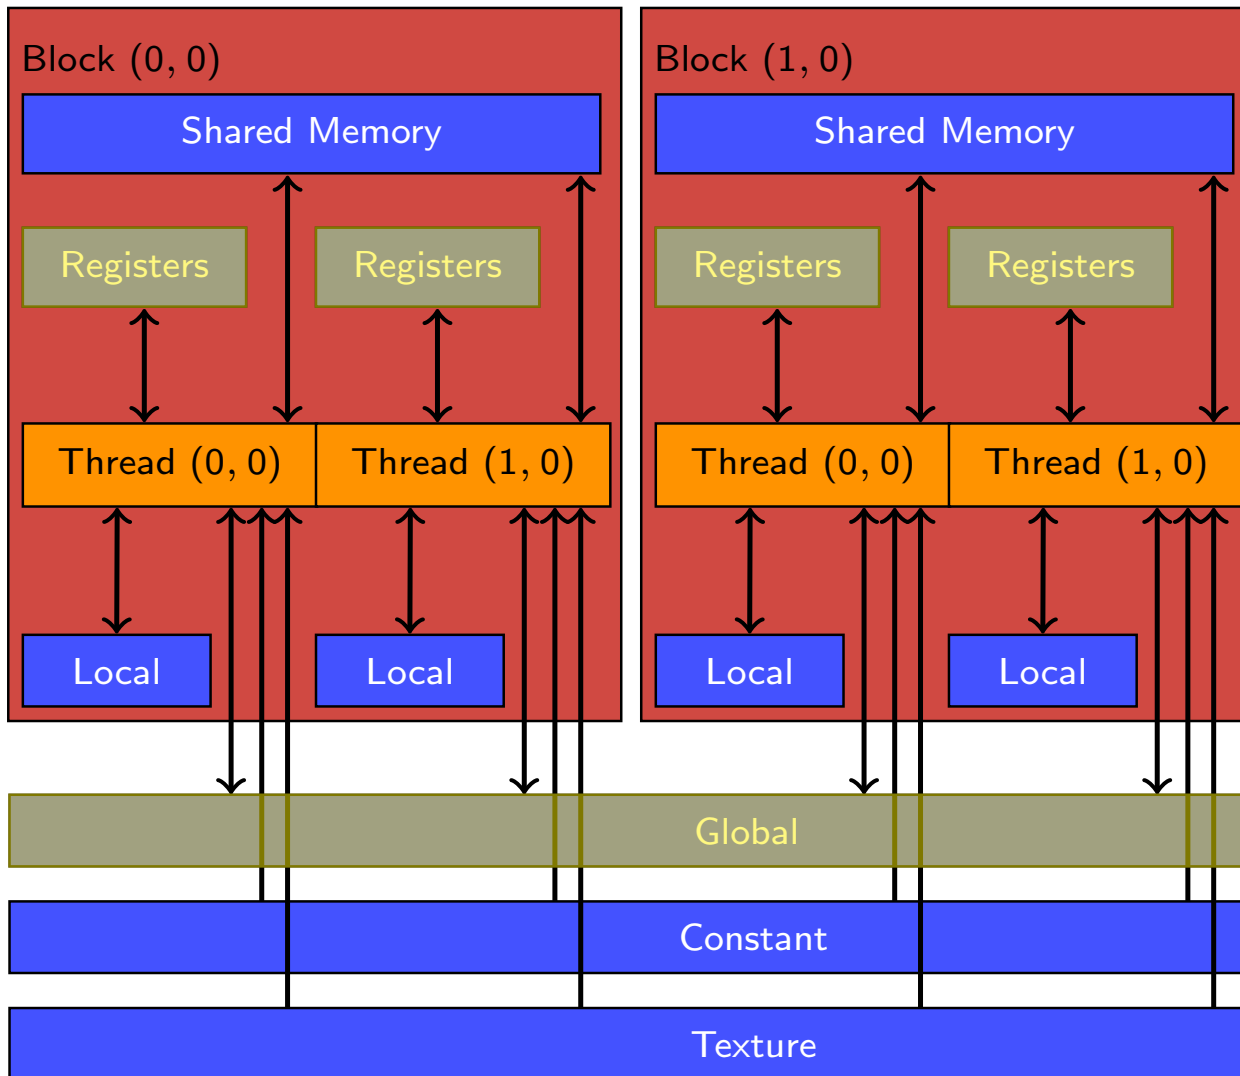 Block (0, 0)
Shared Memory
Registers
Registers
Thread (0, 0)
Thread (1, 0)
Local
Local
Block (1, 0)
Shared Memory
Registers
Registers
Thread (0, 0)
Thread (1, 0)
Local
Local
Global
Constant
Texture